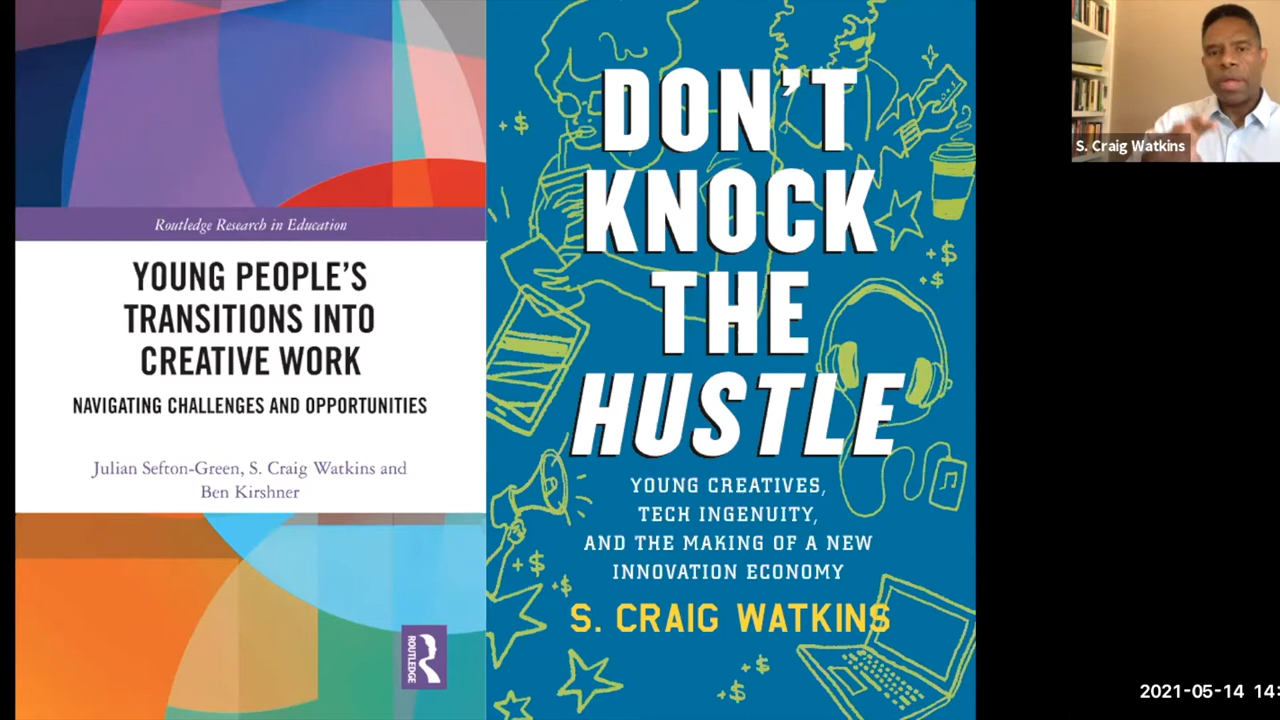 Routledge Research in Education
YOUNG PEOPLE'S
TRANSITIONS INTO
CREATIVE WORK
NAVIGATING CHALLENGES AND OPPORTUNITIES
Julian Sefton-Green, S. Craig Watkins and
Ben Kirshner
ROUTLEDGE
DON'T
KNOCK
THE
HUSTLE
YOUNG CREATIVES,
TECH INGENUITY,
AND THE MAKING OF A NEW
INNOVATION ECONOMY
S. CRAIG WATKINS
S. Craig Watkins
2021-05-14 14: